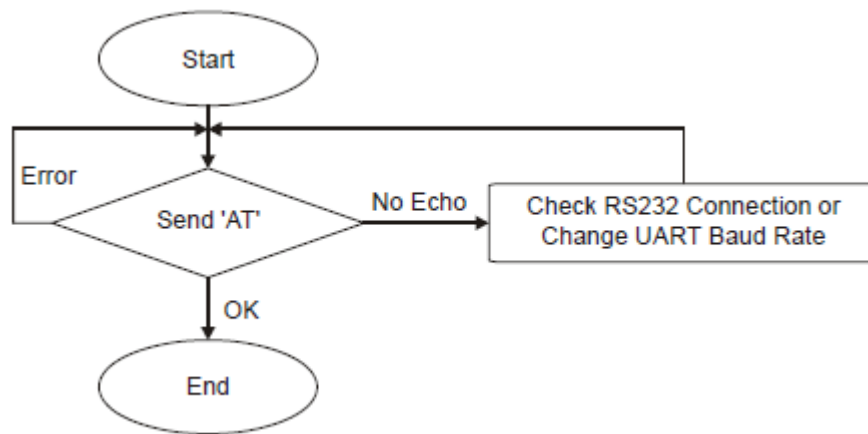 Start
Error
Send 'AT'
No Echo
Check RS232 Connection or
Change UART Baud Rate
OK
End